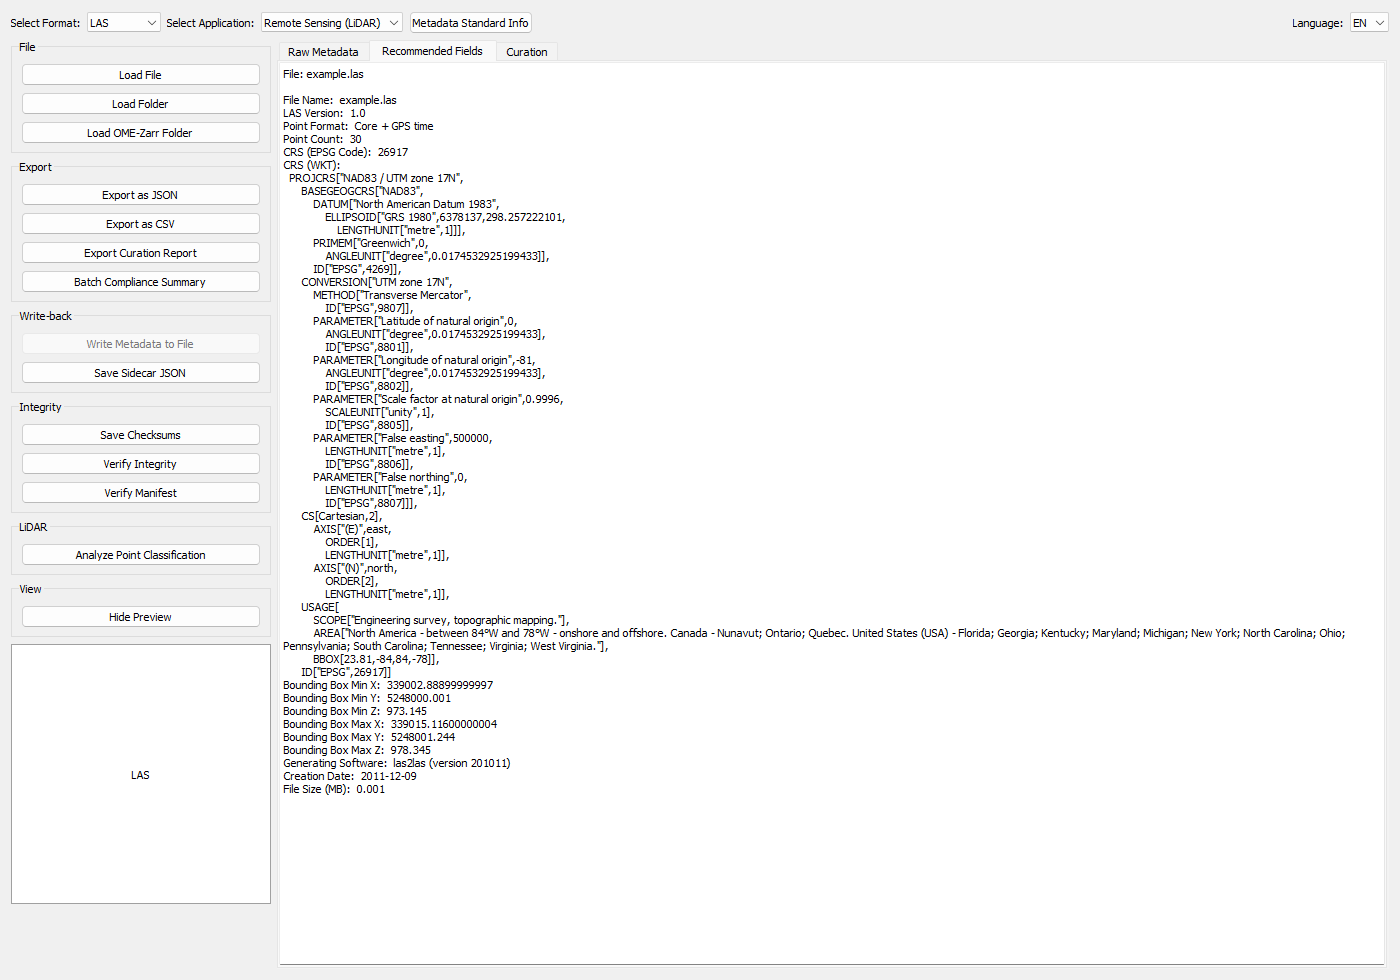 Select Format: LAS Select Application: Remote Sensing (LiDAR) Metadata Standard Info Language: EN
File
Load File
Load Folder
Load OME-Zarr Folder
Export
Export as JSON
Export as CSV
Export Curation Report
Batch Compliance Summary
Write-back
Write Metadata to File
Save Sidecar JSON
Integrity
Save Checksums
Verify Integrity
Verify Manifest
LiDAR
Analyze Point Classification
View
Hide Preview
LAS
Raw Metadata Recommended Fields Curation
File: example.las
File Name: example.las
LAS Version: 1.0
Point Format: Core + GPS time
Point Count: 30
CRS (EPSG Code): 26917
CRS (WKT):
PROJCRS["NAD83 / UTM zone 17N",
BASEGEOGCRS["NAD83",
DATUM["North American Datum 1983",
ELLIPSOID["GRS 1980",6378137,298.257222101,
LENGTHUNIT["metre",1]]],
PRIMEM["Greenwich",0,
ANGLEUNIT["degree",0.0174532925199433]],
ID["EPSG",4269]],
CONVERSION["UTM zone 17N",
METHOD["Transverse Mercator",
ID["EPSG",9807]],
PARAMETER["Latitude of natural origin",0,
ANGLEUNIT["degree",0.0174532925199433],
ID["EPSG",8801]],
PARAMETER["Longitude of natural origin",-81,
ANGLEUNIT["degree",0.0174532925199433],
ID["EPSG",8802]],
PARAMETER["Scale factor at natural origin",0.9996,
SCALEUNIT["unity",1],
ID["EPSG",8805]],
PARAMETER["False easting",500000,
LENGTHUNIT["metre",1],
ID["EPSG",8806]],
PARAMETER["False northing",0,
LENGTHUNIT["metre",1],
ID["EPSG",8807]]],
CS[Cartesian,2],
AXIS["(E)",east,
ORDER[1],
LENGTHUNIT["metre",1]],
AXIS["(N)",north,
ORDER[2],
LENGTHUNIT["metre",1]],
USAGE[
SCOPE["Engineering survey, topographic mapping."],
AREA["North America - between 84°W and 78°W - onshore and offshore. Canada - Nunavut; Ontario; Quebec. United States (USA) - Florida; Georgia; Kentucky; Maryland; Michigan; New York; North Carolina; Ohio;
Pennsylvania; South Carolina; Tennessee; Virginia; West Virginia."],
BBOX[23.81,-84,84,-78]],
ID["EPSG",26917]]
Bounding Box Min X: 339002.88899999997
Bounding Box Min Y: 5248000.001
Bounding Box Min Z: 973.145
Bounding Box Max X: 339015.11600000004
Bounding Box Max Y: 5248001.244
Bounding Box Max Z: 978.345
Generating Software: las2las (version 201011)
Creation Date: 2011-12-09
File Size (MB): 0.001